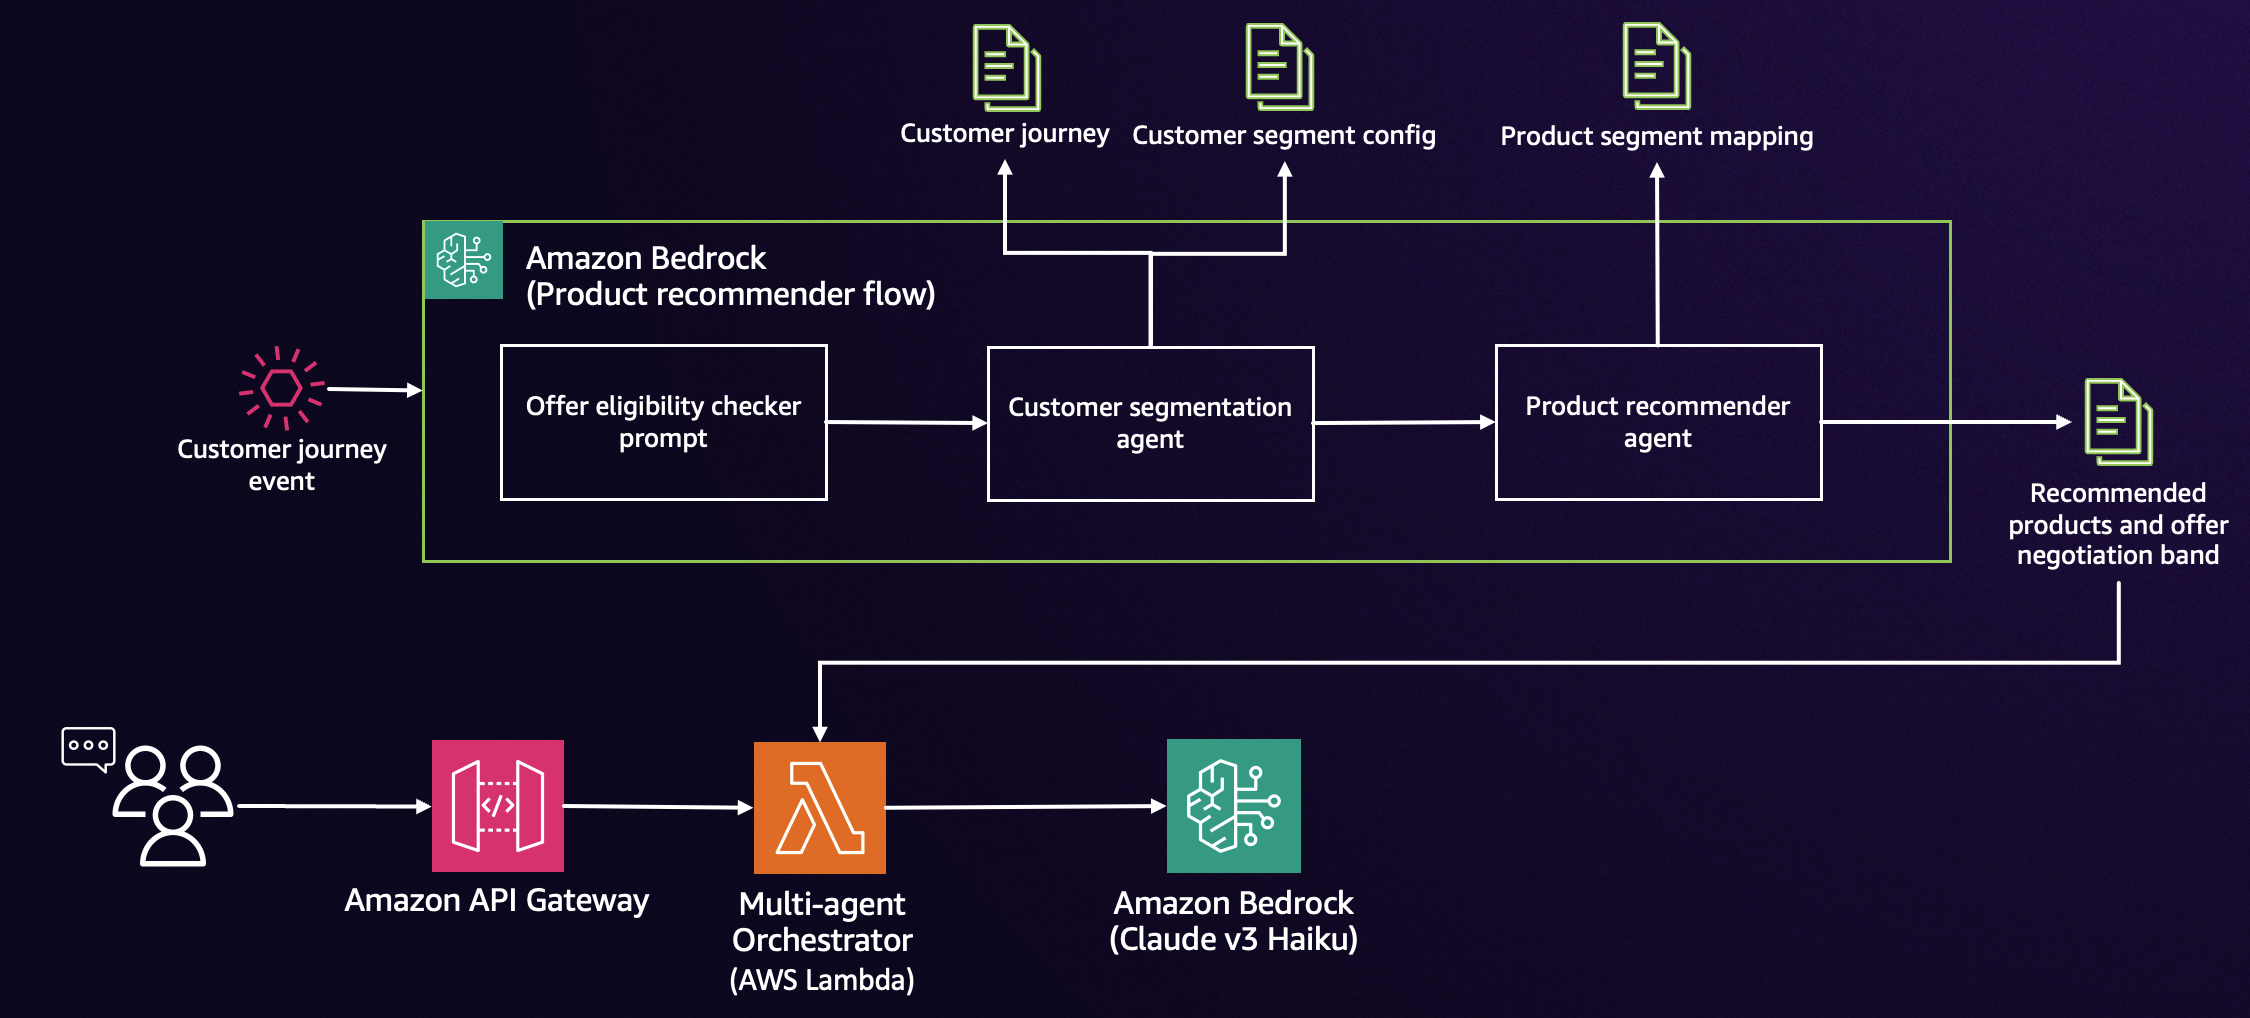 Customer journey
Customer segment config
Product segment mapping
Amazon Bedrock
(Product recommender flow)
Offer eligibility checker
prompt
Customer segmentation
agent
Product recommender
agent
Customer journey
event
Recommended
products and offer
negotiation band
</>
Amazon API Gateway
Multi-agent
Orchestrator
(AWS Lambda)
Amazon Bedrock
(Claude v3 Haiku)